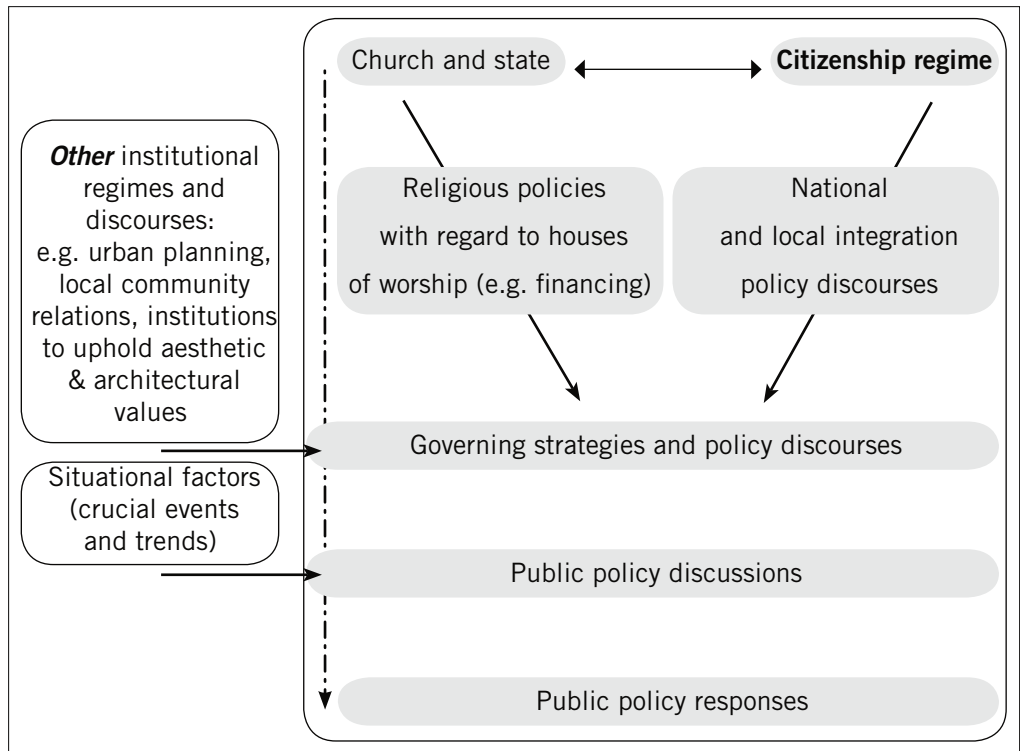 Church and state
Citizenship regime
Other institutional
regimes and
discourses:
e.g. urban planning,
local community
relations, institutions
to uphold aesthetic
& architectural
values
Religious policies
with regard to houses
of worship (e.g. financing)
National
and local integration
policy discourses
Governing strategies and policy discourses
Situational factors
(crucial events
and trends)
Public policy discussions
Public policy responses